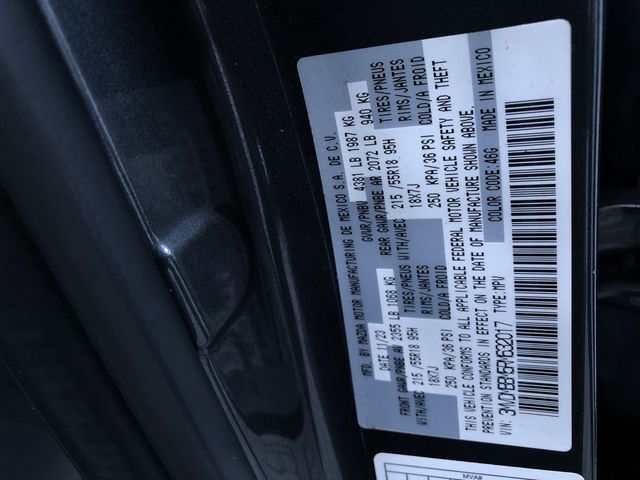 MFD. BY MAZDA MOTOR MANUFACTURING DE MEXICO S.A. DE C.V.
DATE 11/23 GVWR/PNBV 4381 LB 1987 KG
FRONT GAWR/PNBE AV 2355 LB 1068 KG REAR GAWR/PNBE AR 2072 LB 940 KG
WITH/AVEC 215 /55R18 95H TIRES/PNEUS WITH/AVEC 215 /55R18 95H TIRES/PNEUS
18X7J RIMS/JANTES 18X7J RIMS/JANTES
250 KPA/36 PSI COLD/A FROID 250 KPA/36 PSI COLD/A FROID
THIS VEHICLE CONFORMS TO ALL APPLICABLE FEDERAL MOTOR VEHICLE SAFETY AND THEFT
PREVENTION STANDARDS IN EFFECT ON THE DATE OF MANUFACTURE SHOWN ABOVE.
VIN: TYPE:MPV COLOR CODE:46G MADE IN MEXICO
MVA#